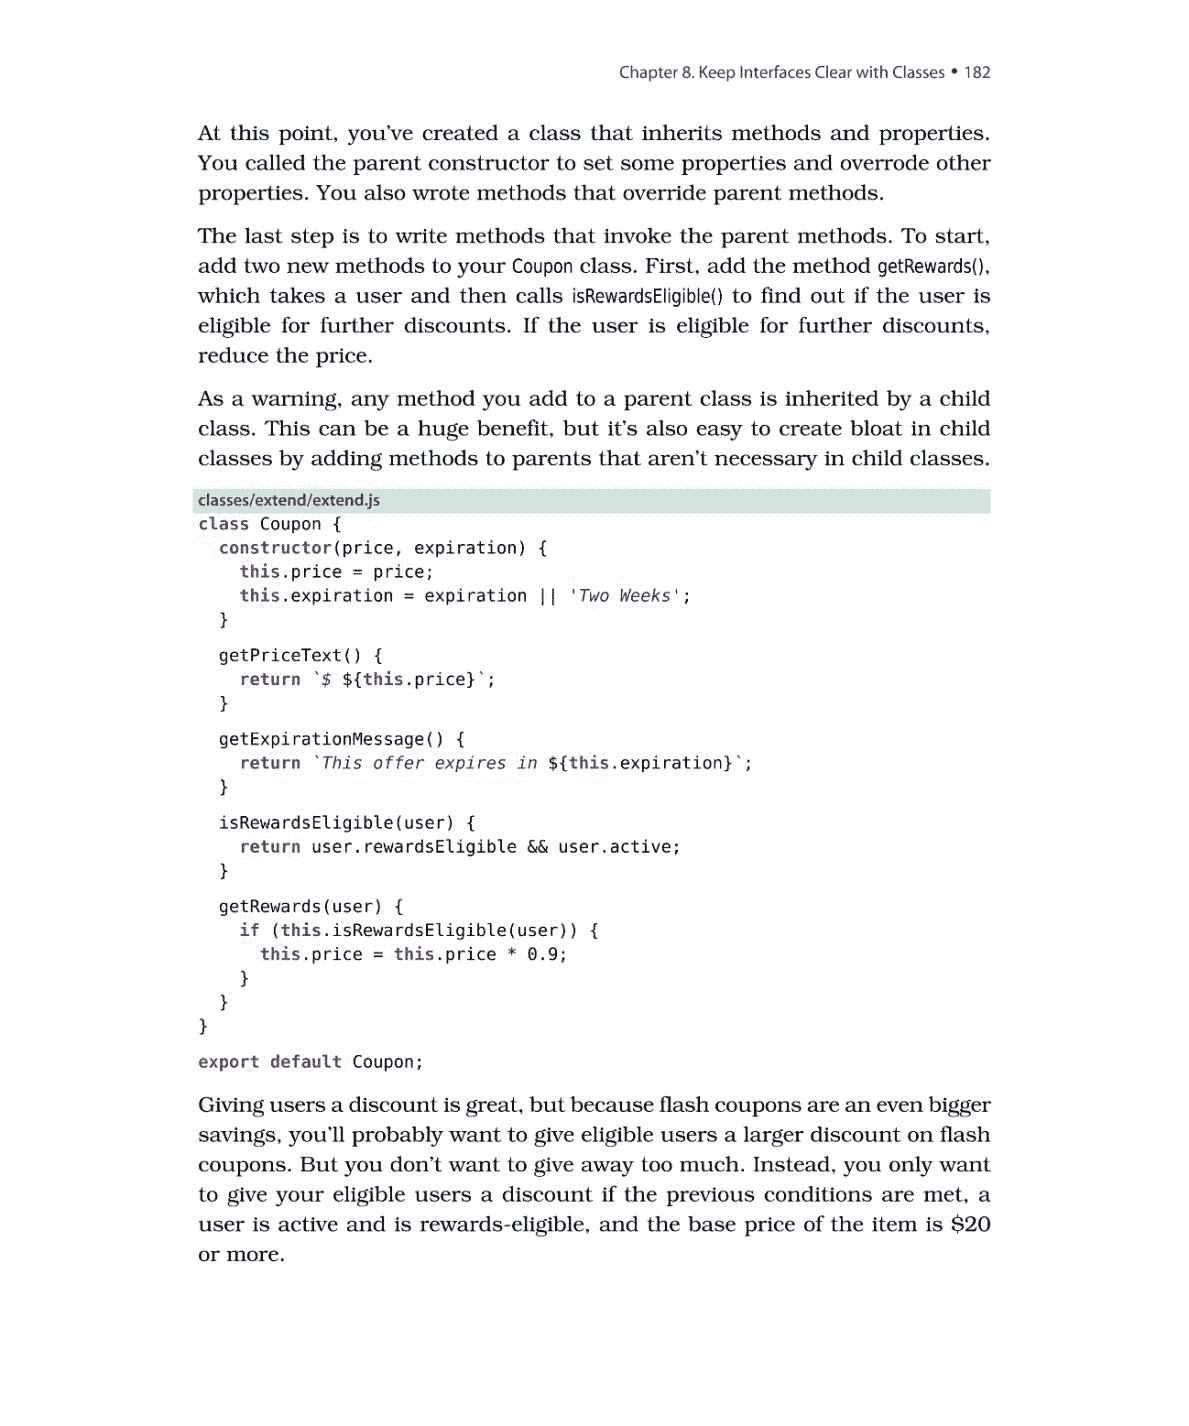 Chapter 8. Keep Interfaces Clear with Classes • 182
At this point, you've created a class that inherits methods and properties.
You called the parent constructor to set some properties and overrode other
properties. You also wrote methods that override parent methods.
The last step is to write methods that invoke the parent methods. To start,
add two new methods to your Coupon class. First, add the method getRewards(),
which takes a user and then calls isRewardsEligible() to find out if the user is
eligible for further discounts. If the user is eligible for further discounts,
reduce the price.
As a warning, any method you add to a parent class is inherited by a child
class. This can be a huge benefit, but it's also easy to create bloat in child
classes by adding methods to parents that aren't necessary in child classes.
classes/extend/extend.js
class Coupon {
  constructor(price, expiration) {
    this.price = price;
    this.expiration = expiration || 'Two Weeks';
  }
  getPriceText() {
    return `$ ${this.price}`;
  }
  getExpirationMessage() {
    return `This offer expires in ${this.expiration}`;
  }
  isRewardsEligible(user) {
    return user.rewardsEligible && user.active;
  }
  getRewards(user) {
    if (this.isRewardsEligible(user)) {
      this.price = this.price * 0.9;
    }
  }
}
export default Coupon;
Giving users a discount is great, but because flash coupons are an even bigger
savings, you'll probably want to give eligible users a larger discount on flash
coupons. But you don't want to give away too much. Instead, you only want
to give your eligible users a discount if the previous conditions are met, a
user is active and is rewards-eligible, and the base price of the item is $20
or more.